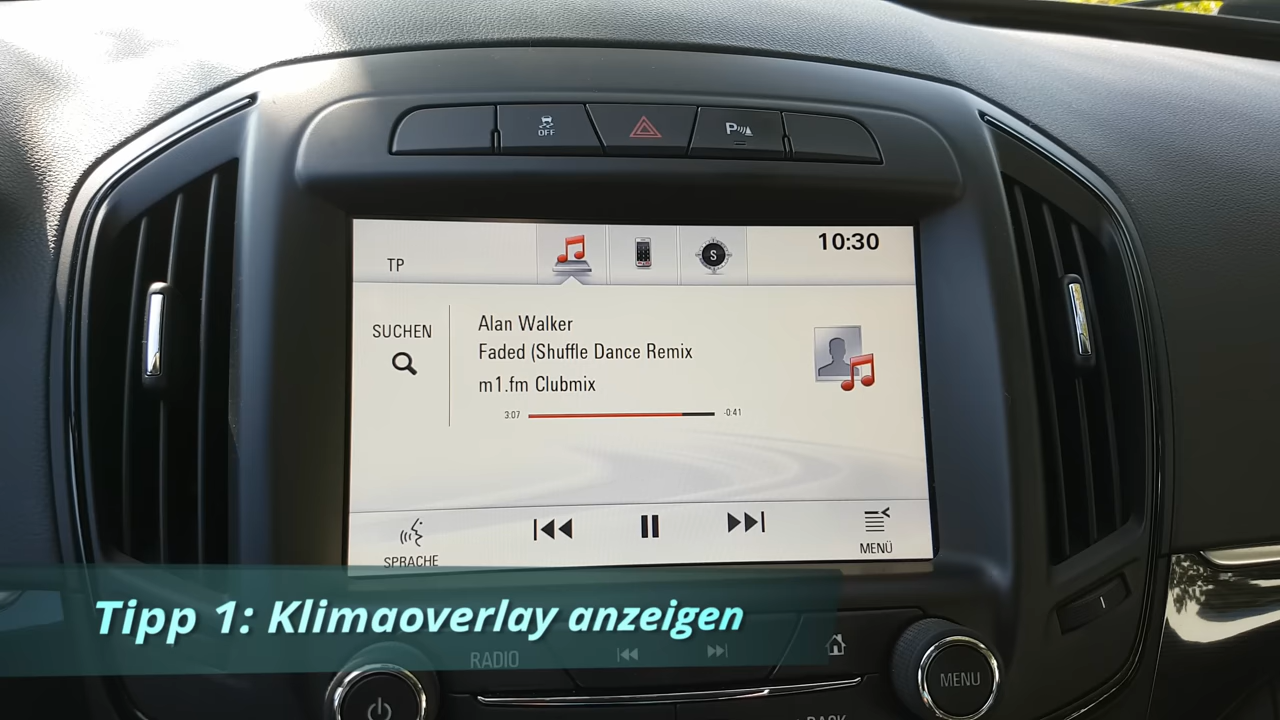 OFF
P
TP
S
10:30
SUCHEN
Alan Walker
Faded (Shuffle Dance Remix
m1.fm Clubmix
3:07
-0:41
SPRACHE
MENÜ
Tipp 1: Klimaoverlay anzeigen
RADIO
MENU
BACK